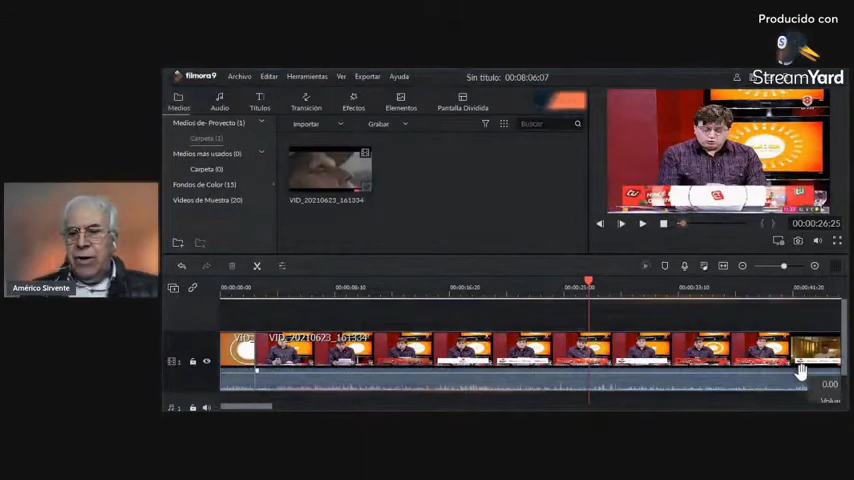 Producido con
S
StreamYard
filmora9
Archivo
Editar
Herramientas
Ver
Exportar
Ayuda
Sin título: 00:08:06:07
Medios
Audio
Títulos
Transición
Efectos
Elementos
Pantalla Dividida
Medios de- Proyecto (1)
Carpeta (1)
Medios más usados (0)
Carpeta (0)
Fondos de Color (15)
Videos de Muestra (20)
Importar
Grabar
Buscar
VID_20210623_161334
00:00:26:25
Américo Sirvente
00:00:00:00
00:00:08:10
00:00:16:20
00:00:25:00
00:00:33:10
00:00:41:20
VID
VID_20210623_161334
1
1
0.00